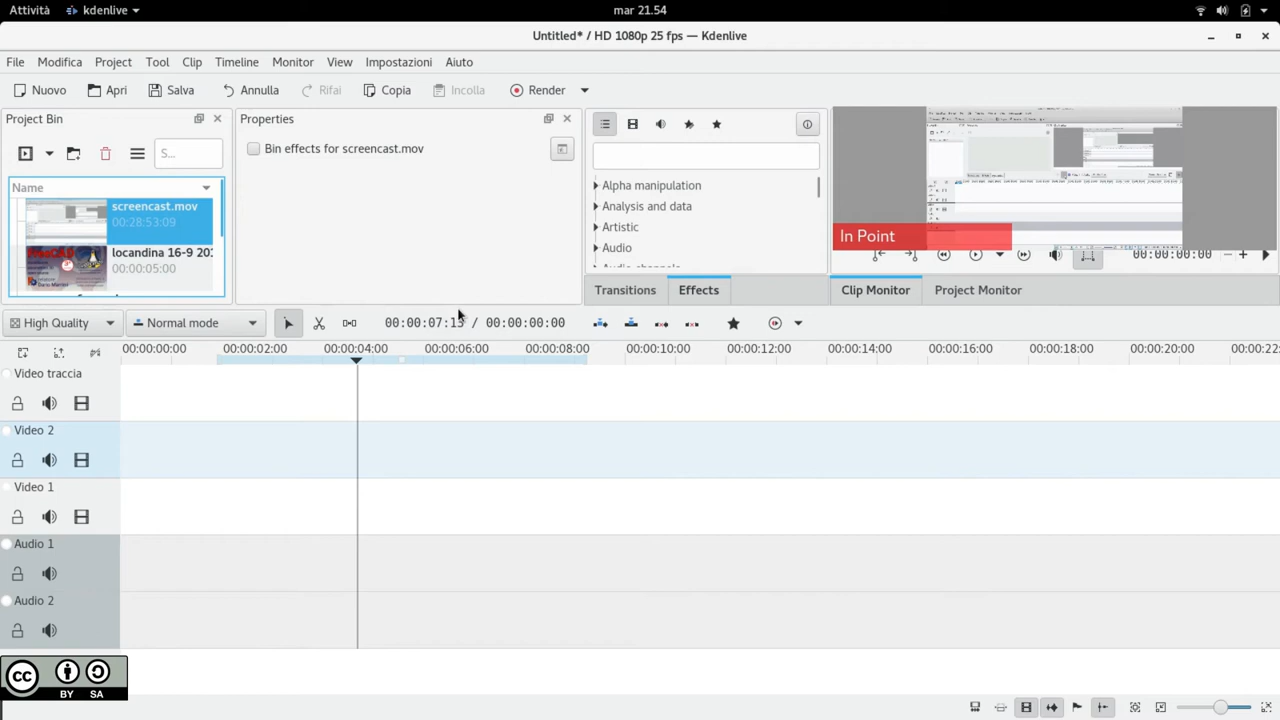 Attività kdenlive mar 21.54
Untitled* / HD 1080p 25 fps — Kdenlive
File Modifica Project Tool Clip Timeline Monitor View Impostazioni Aiuto
Nuovo Apri Salva Annulla Rifai Copia Incolla Render
Project Bin
Properties
S...
Bin effects for screencast.mov
Name
screencast.mov
00:28:53:09
locandina 16-9 201
00:00:05:00
Alpha manipulation
Analysis and data
Artistic
Audio
In Point
00:00:00:00
Transitions Effects
Clip Monitor Project Monitor
High Quality Normal mode 00:00:07:15 / 00:00:00:00
00:00:00:00 00:00:02:00 00:00:04:00 00:00:06:00 00:00:08:00 00:00:10:00 00:00:12:00 00:00:14:00 00:00:16:00 00:00:18:00 00:00:20:00 00:00:22:
Video traccia
Video 2
Video 1
Audio 1
Audio 2
CC BY SA